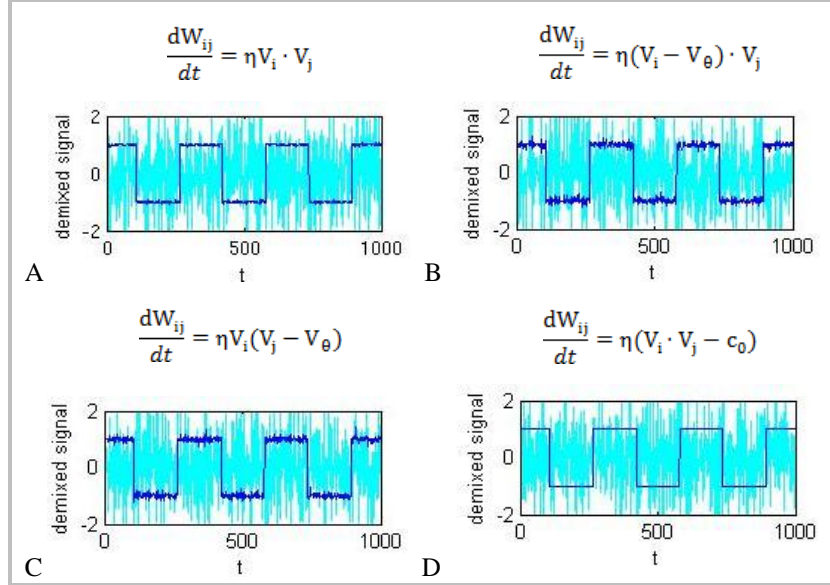 dW_ij/dt = ηV_i · V_j
2
0
-2
demixed signal
0 500 1000
t
A
dW_ij/dt = η(V_i − V_θ) · V_j
2
0
-2
demixed signal
0 500 1000
t
B
dW_ij/dt = ηV_i(V_j − V_θ)
2
0
-2
demixed signal
0 500 1000
t
C
dW_ij/dt = η(V_i · V_j − c_0)
2
0
-2
demixed signal
0 500 1000
t
D